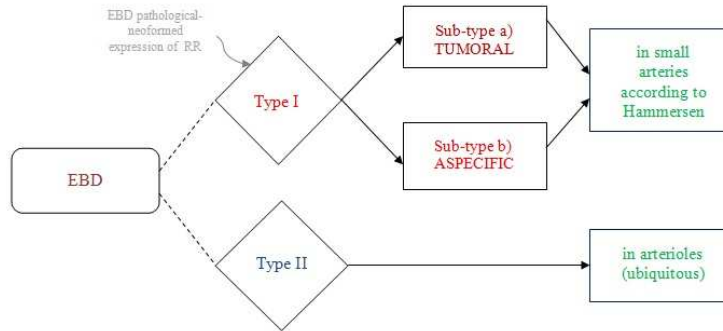 EBD pathological-
neoformed
expression of RR
Sub-type a)
TUMORAL
in small
arteries
according to
Hammersen
Type I
Sub-type b)
ASPECIFIC
EBD
Type II
in arterioles
(ubiquitous)